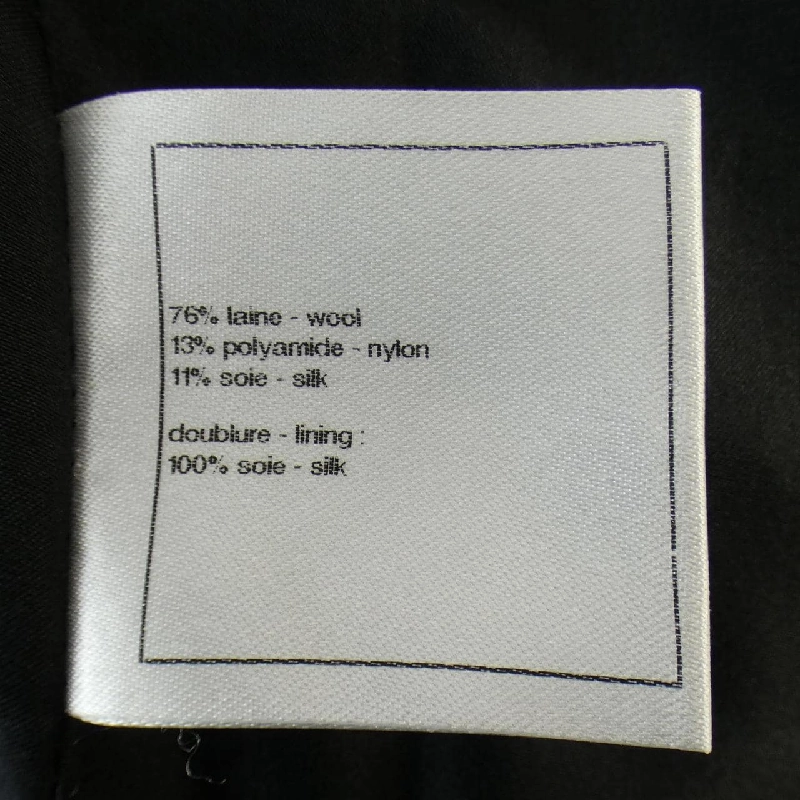 76% laine - wool
13% polyamide - nylon
11% soie - silk
doublure - lining :
100% soie - silk